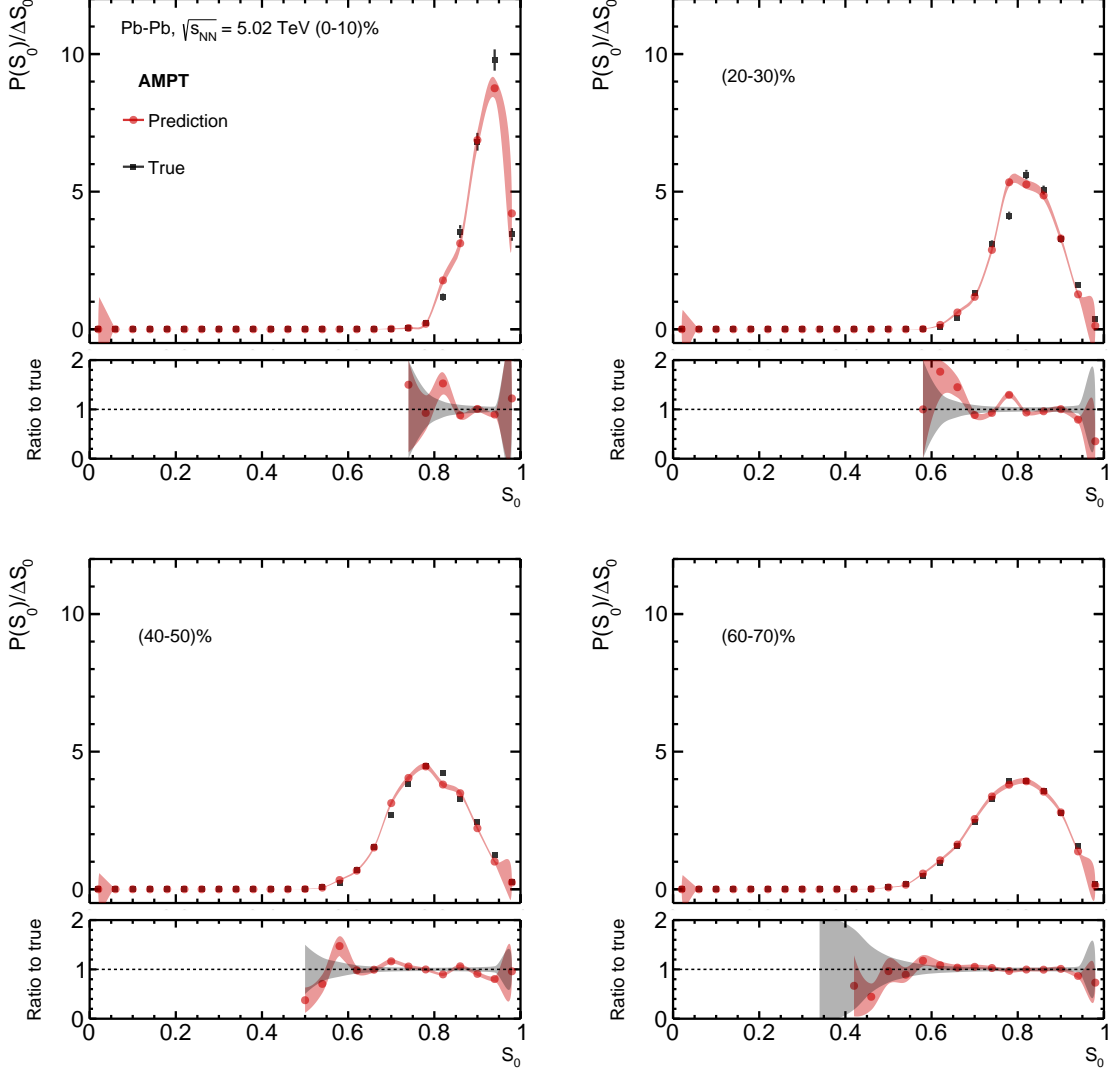 P(S₀)/ΔS₀
Pb-Pb, √s_NN = 5.02 TeV (0-10)%
AMPT
Prediction
True
10
5
0
Ratio to true
2
1
0
0 0.2 0.4 0.6 0.8 1
S₀
P(S₀)/ΔS₀
(20-30)%
10
5
0
Ratio to true
2
1
0
0 0.2 0.4 0.6 0.8 1
S₀
P(S₀)/ΔS₀
(40-50)%
10
5
0
Ratio to true
2
1
0
0 0.2 0.4 0.6 0.8 1
S₀
P(S₀)/ΔS₀
(60-70)%
10
5
0
Ratio to true
2
1
0
0 0.2 0.4 0.6 0.8 1
S₀